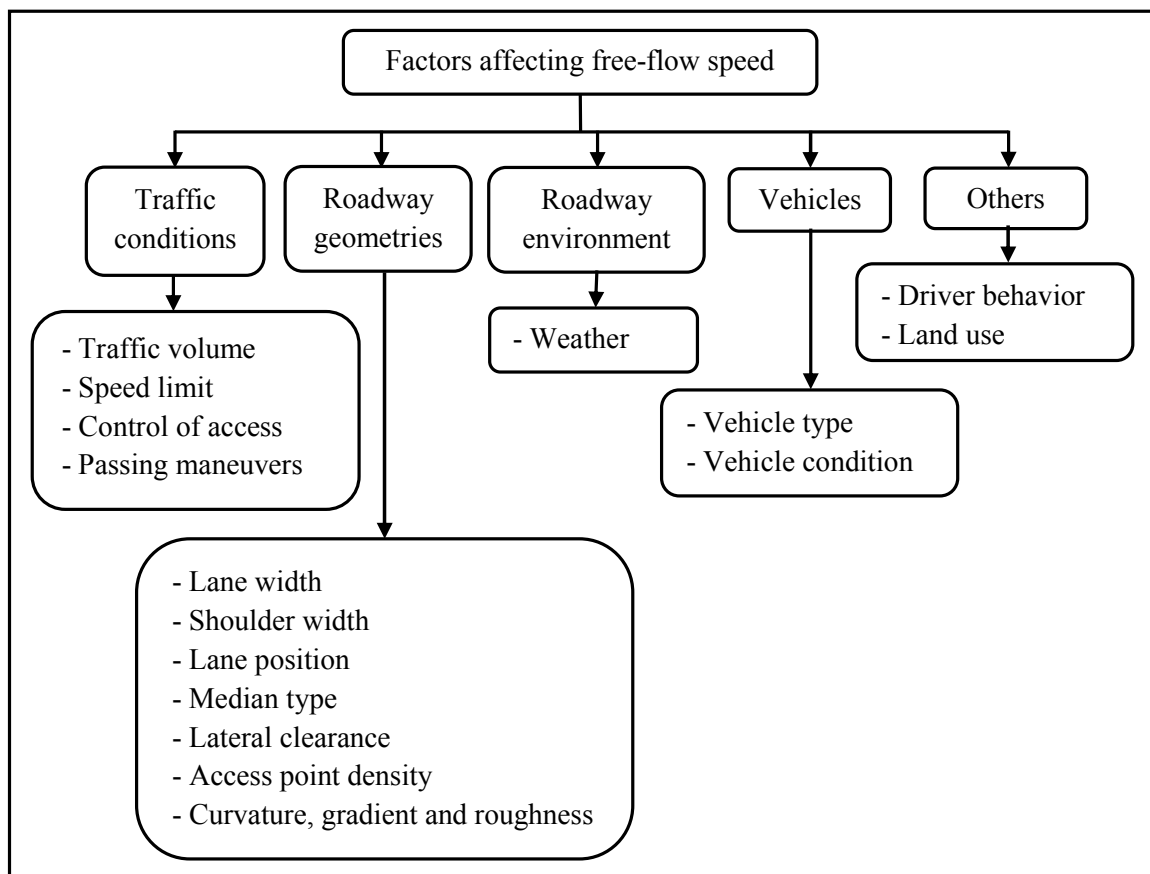 Factors affecting free-flow speed
Traffic
conditions
Roadway
geometries
Roadway
environment
Vehicles
Others
- Traffic volume
- Speed limit
- Control of access
- Passing maneuvers
- Lane width
- Shoulder width
- Lane position
- Median type
- Lateral clearance
- Access point density
- Curvature, gradient and roughness
- Weather
- Vehicle type
- Vehicle condition
- Driver behavior
- Land use